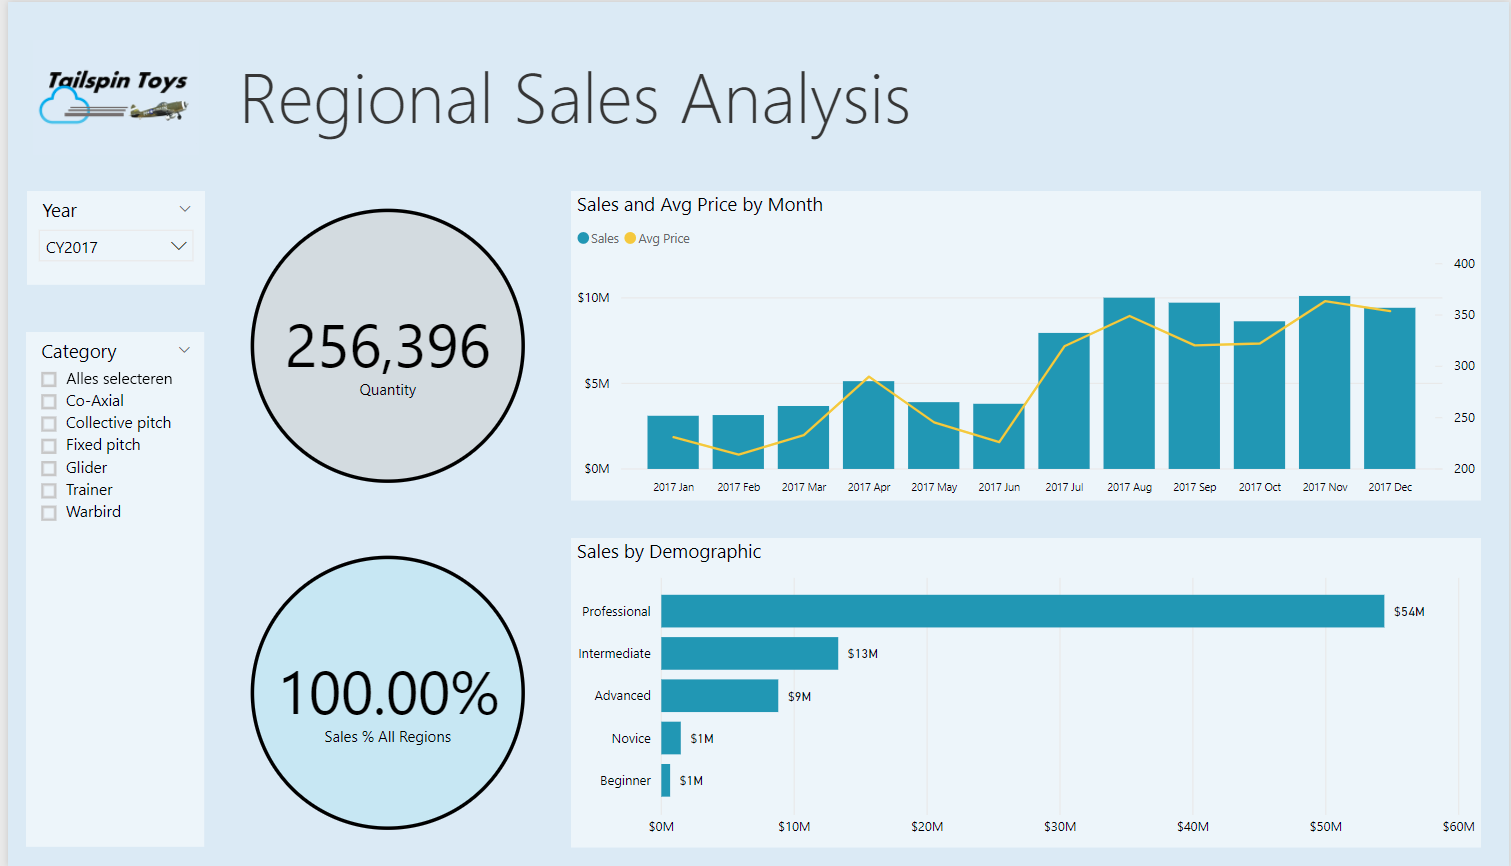 Tailspin Toys
Regional Sales Analysis
Year
CY2017
Category
Alles selecteren
Co-Axial
Collective pitch
Fixed pitch
Glider
Trainer
Warbird
256,396
Quantity
100.00%
Sales % All Regions
Sales and Avg Price by Month
Sales Avg Price
400
$10M
350
300
$5M
250
$0M
200
2017 Jan 2017 Feb 2017 Mar 2017 Apr 2017 May 2017 Jun 2017 Jul 2017 Aug 2017 Sep 2017 Oct 2017 Nov 2017 Dec
Sales by Demographic
Professional $54M
Intermediate $13M
Advanced $9M
Novice $1M
Beginner $1M
$0M $10M $20M $30M $40M $50M $60M